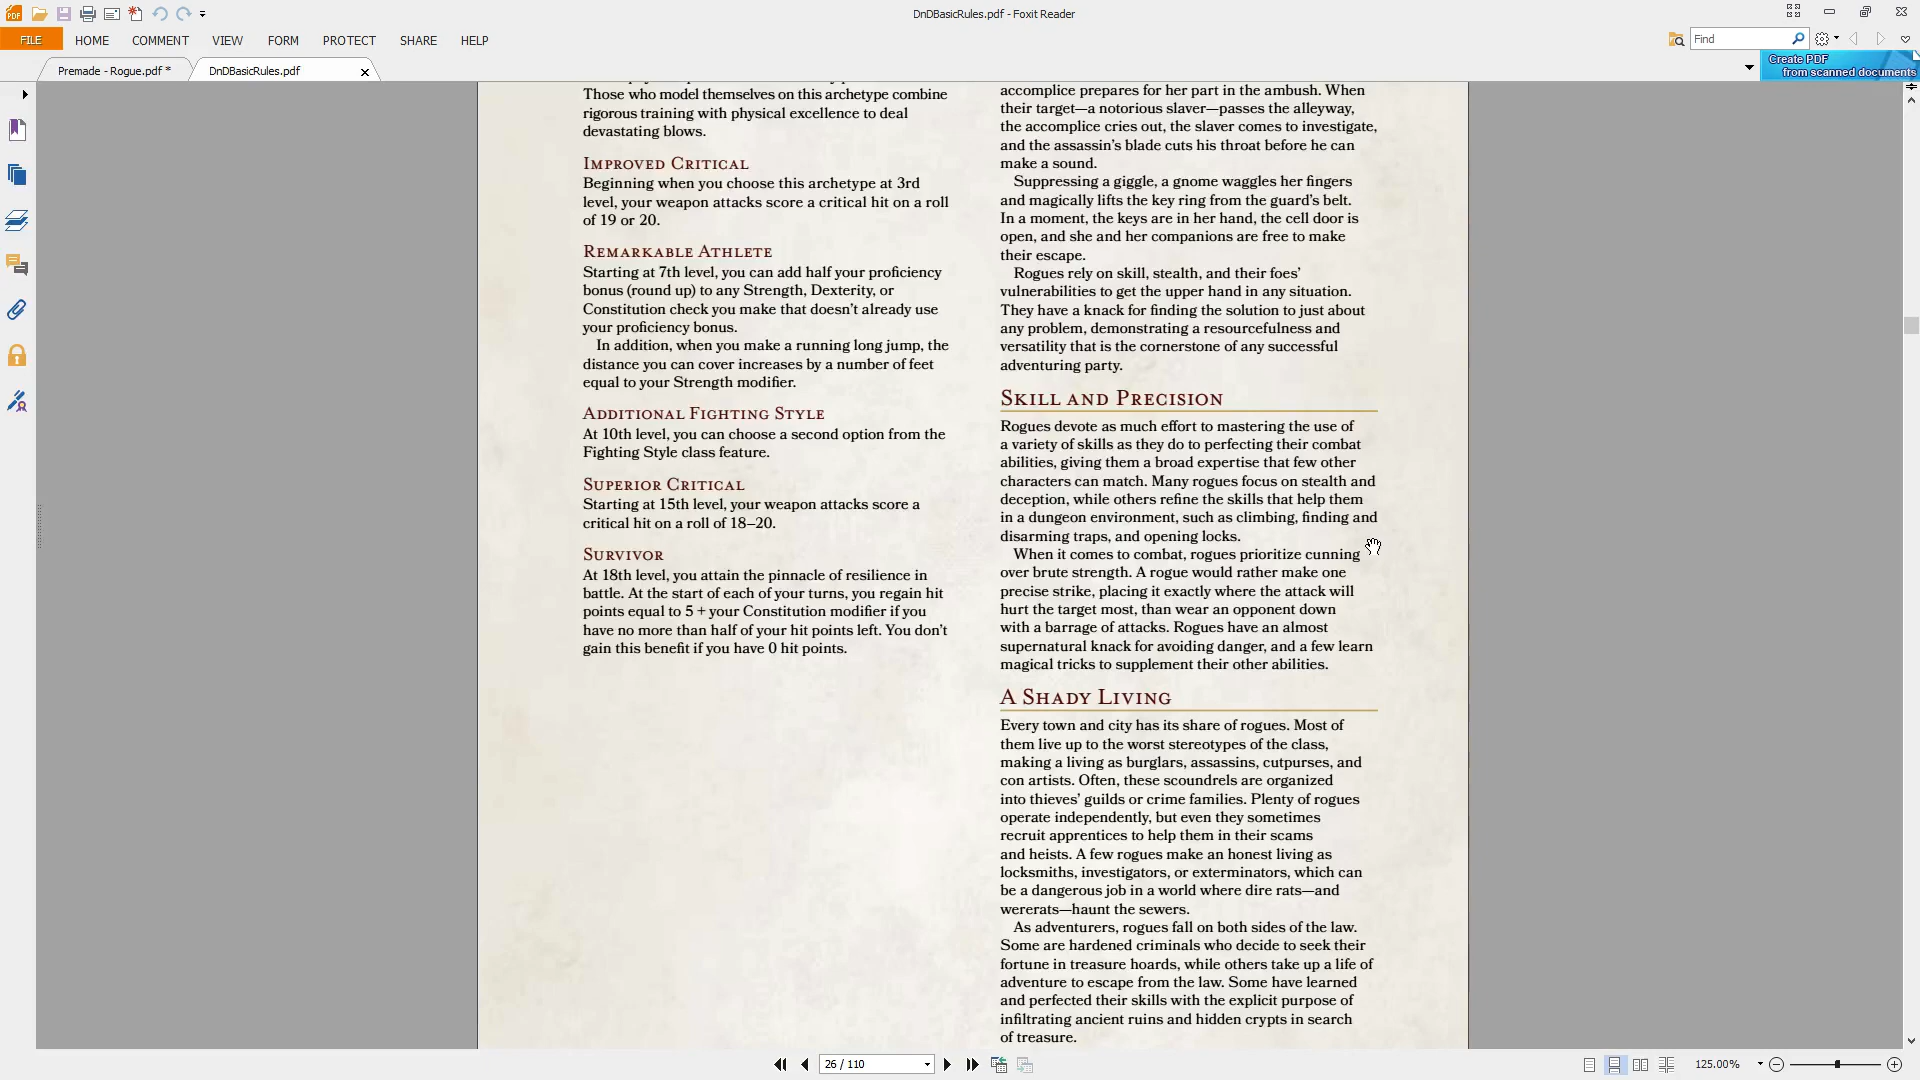 DnDBasicRules.pdf - Foxit Reader
FILE
HOME
COMMENT
VIEW
FORM
PROTECT
SHARE
HELP
Find
Premade - Rogue.pdf *
DnDBasicRules.pdf
Create PDF
from scanned documents
Those who model themselves on this archetype combine
rigorous training with physical excellence to deal
devastating blows.
Improved Critical
Beginning when you choose this archetype at 3rd
level, your weapon attacks score a critical hit on a roll
of 19 or 20.
Remarkable Athlete
Starting at 7th level, you can add half your proficiency
bonus (round up) to any Strength, Dexterity, or
Constitution check you make that doesn't already use
your proficiency bonus.
In addition, when you make a running long jump, the
distance you can cover increases by a number of feet
equal to your Strength modifier.
Additional Fighting Style
At 10th level, you can choose a second option from the
Fighting Style class feature.
Superior Critical
Starting at 15th level, your weapon attacks score a
critical hit on a roll of 18–20.
Survivor
At 18th level, you attain the pinnacle of resilience in
battle. At the start of each of your turns, you regain hit
points equal to 5 + your Constitution modifier if you
have no more than half of your hit points left. You don't
gain this benefit if you have 0 hit points.
accomplice prepares for her part in the ambush. When
their target—a notorious slaver—passes the alleyway,
the accomplice cries out, the slaver comes to investigate,
and the assassin's blade cuts his throat before he can
make a sound.
Suppressing a giggle, a gnome waggles her fingers
and magically lifts the key ring from the guard's belt.
In a moment, the keys are in her hand, the cell door is
open, and she and her companions are free to make
their escape.
Rogues rely on skill, stealth, and their foes'
vulnerabilities to get the upper hand in any situation.
They have a knack for finding the solution to just about
any problem, demonstrating a resourcefulness and
versatility that is the cornerstone of any successful
adventuring party.
Skill and Precision
Rogues devote as much effort to mastering the use of
a variety of skills as they do to perfecting their combat
abilities, giving them a broad expertise that few other
characters can match. Many rogues focus on stealth and
deception, while others refine the skills that help them
in a dungeon environment, such as climbing, finding and
disarming traps, and opening locks.
When it comes to combat, rogues prioritize cunning
over brute strength. A rogue would rather make one
precise strike, placing it exactly where the attack will
hurt the target most, than wear an opponent down
with a barrage of attacks. Rogues have an almost
supernatural knack for avoiding danger, and a few learn
magical tricks to supplement their other abilities.
A Shady Living
Every town and city has its share of rogues. Most of
them live up to the worst stereotypes of the class,
making a living as burglars, assassins, cutpurses, and
con artists. Often, these scoundrels are organized
into thieves' guilds or crime families. Plenty of rogues
operate independently, but even they sometimes
recruit apprentices to help them in their scams
and heists. A few rogues make an honest living as
locksmiths, investigators, or exterminators, which can
be a dangerous job in a world where dire rats—and
wererats—haunt the sewers.
As adventurers, rogues fall on both sides of the law.
Some are hardened criminals who decide to seek their
fortune in treasure hoards, while others take up a life of
adventure to escape from the law. Some have learned
and perfected their skills with the explicit purpose of
infiltrating ancient ruins and hidden crypts in search
of treasure.
26 / 110
125.00%